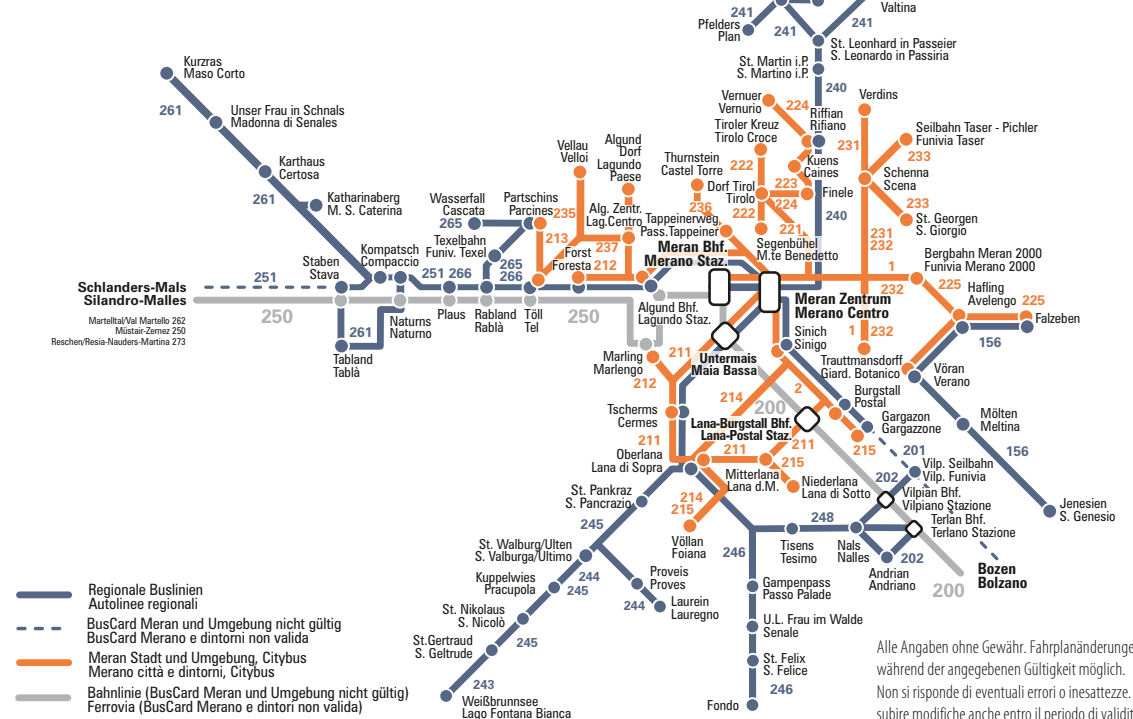 241
Valtina
Pfelders
Plan
241
241
St. Leonhard in Passeier
S. Leonardo in Passiria
Kurzras
Maso Corto
St. Martin i.P.
S. Martino i.P.
240
261
Vernuer
Vernurio
224
Verdins
Unser Frau in Schnals
Madonna di Senales
Riffian
Rifiano
Tiroler Kreuz
Tirolo Croce
Seilbahn Taser - Pichler
Funivia Taser
231
233
Vellau
Velloi
Algund
Dorf
Lagundo
Paese
Thurnstein
Castel Torre
222
Kuens
Caines
Karthaus
Certosa
Schenna
Scena
223
Dorf Tirol
Tirolo
Finele
224
261
Katharinaberg
M. S. Caterina
Wasserfall
Cascata
Partschins
Parcines
235
236
222
233
St. Georgen
S. Giorgio
265
Alg. Zentr.
Lag.Centro
Tappeinerweg
Pass.Tappeiner
221
240
213
237
231
232
Texelbahn
Funiv. Texel
Meran Bhf.
Merano Staz.
Segenbühel
M.te Benedetto
Bergbahn Meran 2000
Funivia Merano 2000
Staben
Stava
Kompatsch
Compaccio
265
266
Forst
Foresta
212
1
232
225
Hafling
Avelengo
225
251
251
266
Schlanders-Mals
Silandro-Malles
250
Naturns
Naturno
Plaus
Rabland
Rablà
Töll
Tel
250
Algund Bhf.
Lagundo Staz.
Meran Zentrum
Merano Centro
Falzeben
Martelltal/Val Martello 262
Müstair-Zernez 250
Reschen/Resia-Nauders-Martina 273
261
Sinich
Sinigo
1
232
156
Tabland
Tablà
Marling
Marlengo
211
Untermais
Maia Bassa
Trauttmansdorff
Giard. Botanico
Vöran
Verano
212
214
2
Burgstall
Postal
Tscherms
Cermes
200
Gargazon
Gargazzone
Mölten
Meltina
Lana-Burgstall Bhf.
Lana-Postal Staz.
211
211
215
201
156
Oberlana
Lana di Sopra
211
215
Vilp. Seilbahn
Vilp. Funivia
Mitterlana
Lana d.M.
Niederlana
Lana di Sotto
202
St. Pankraz
S. Pancrazio
214
215
Vilpian Bhf.
Vilpiano Stazione
Jenesien
S. Genesio
245
248
Terlan Bhf.
Terlano Stazione
Völlan
Foiana
246
Tisens
Tesimo
Nals
Nalles
202
St. Walburg/Ulten
S. Valburga/Ultimo
Andrian
Andriano
Bozen
Bolzano
244
245
Kuppelwies
Pracupola
Proveis
Proves
Gampenpass
Passo Palade
200
244
Laurein
Lauregno
St. Nikolaus
S. Nicolò
U.L. Frau im Walde
Senale
245
St.Gertraud
S. Geltrude
St. Felix
S. Felice
243
246
Weißbrunnsee
Lago Fontana Bianca
Fondo
Regionale Buslinien
Autolinee regionali
BusCard Meran und Umgebung nicht gültig
BusCard Merano e dintorni non valida
Meran Stadt und Umgebung, Citybus
Merano città e dintorni, Citybus
Bahnlinie (BusCard Meran und Umgebung nicht gültig)
Ferrovia (BusCard Merano e dintori non valida)
Alle Angaben ohne Gewähr. Fahrplanänderunge
während der angegebenen Gültigkeit möglich.
Non si risponde di eventuali errori o inesattezze.
subire modifiche anche entro il periodo di validit